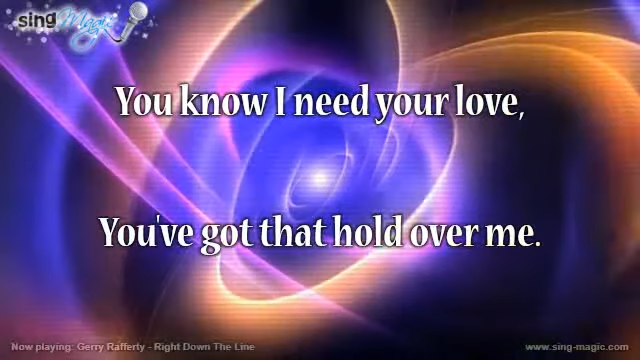 sing Magic
You know I need your love,
You've got that hold over me.
Now playing: Gerry Rafferty - Right Down The Line
www.sing-magic.com